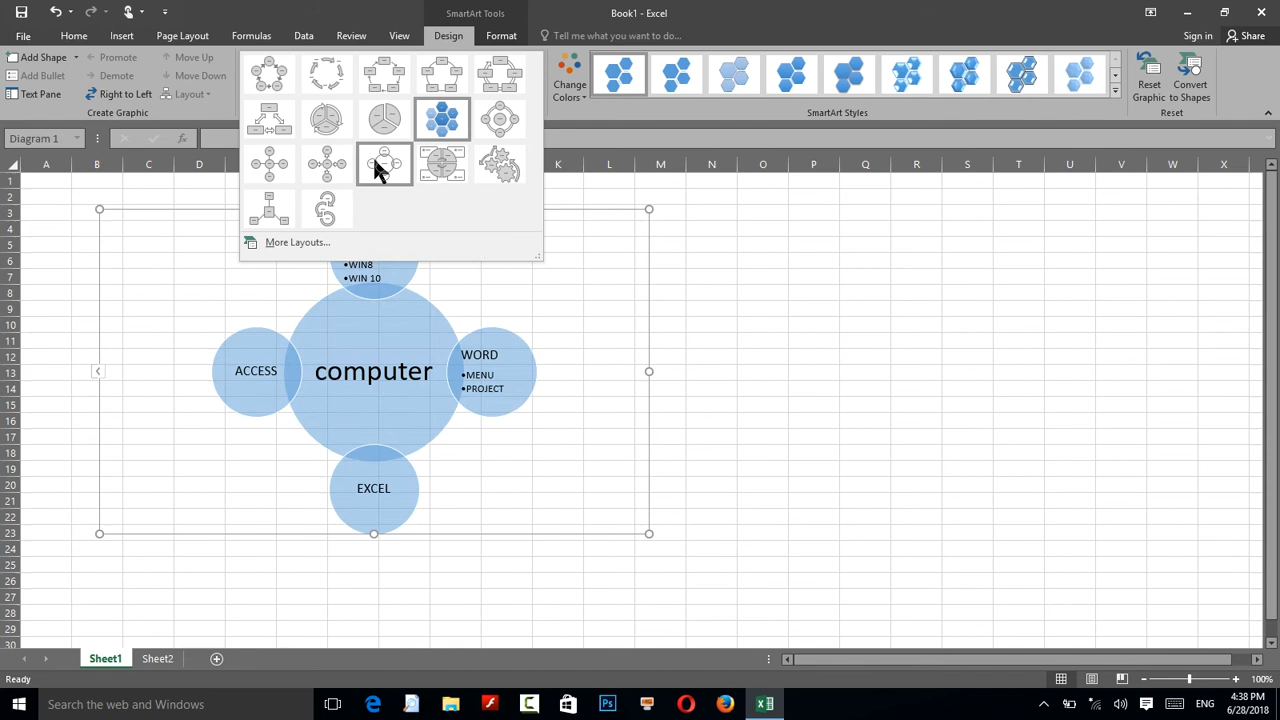 SmartArt Tools
Book1 - Excel
File
Home
Insert
Page Layout
Formulas
Data
Review
View
Design
Format
Tell me what you want to do...
Sign in
Share
Add Shape
Promote
Move Up
Add Bullet
Demote
Move Down
Text Pane
Right to Left
Layout
Create Graphic
Change
Colors
SmartArt Styles
Reset
Graphic
Convert
to Shapes
Reset
More Layouts...
Diagram 1
fx
A B C D K L M N O P Q R S T U V W X
1
2
3
4
5
6
7
8
9
10
11
12
13
14
15
16
17
18
19
20
21
22
23
24
25
26
27
28
29
30
•WIN8
•WIN 10
ACCESS
computer
WORD
•MENU
•PROJECT
EXCEL
Sheet1
Sheet2
Ready
100%
Search the web and Windows
ENG
4:38 PM
6/28/2018